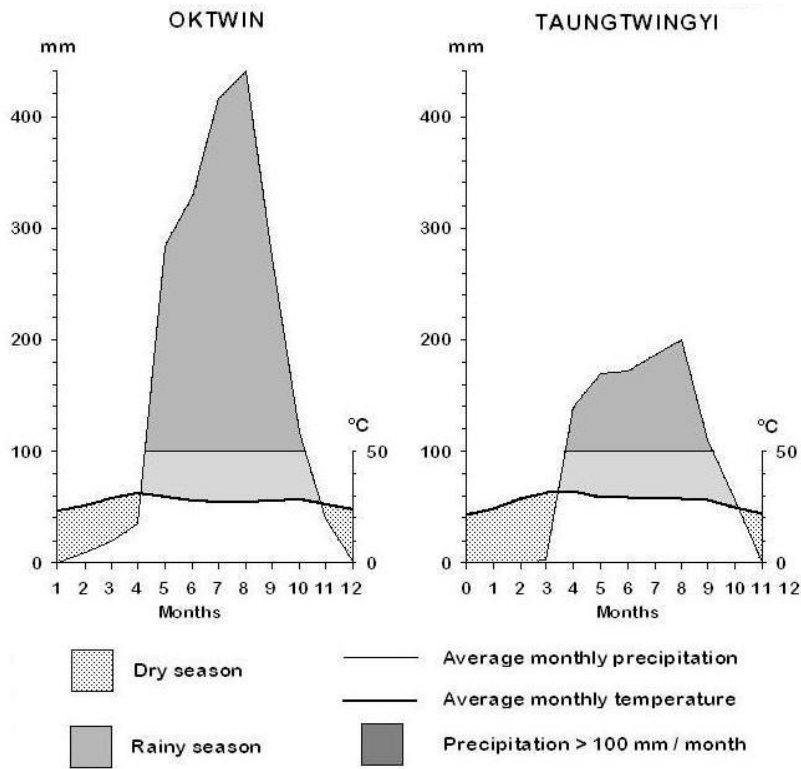 OKTWIN
mm
400
300
200
100
0
°C
50
0
1 2 3 4 5 6 7 8 9 10 11 12
Months
TAUNGTWINGYI
mm
400
300
200
100
0
°C
50
0
0 1 2 3 4 5 6 7 8 9 10 11 12
Months
Dry season
Average monthly precipitation
Average monthly temperature
Rainy season
Precipitation > 100 mm / month